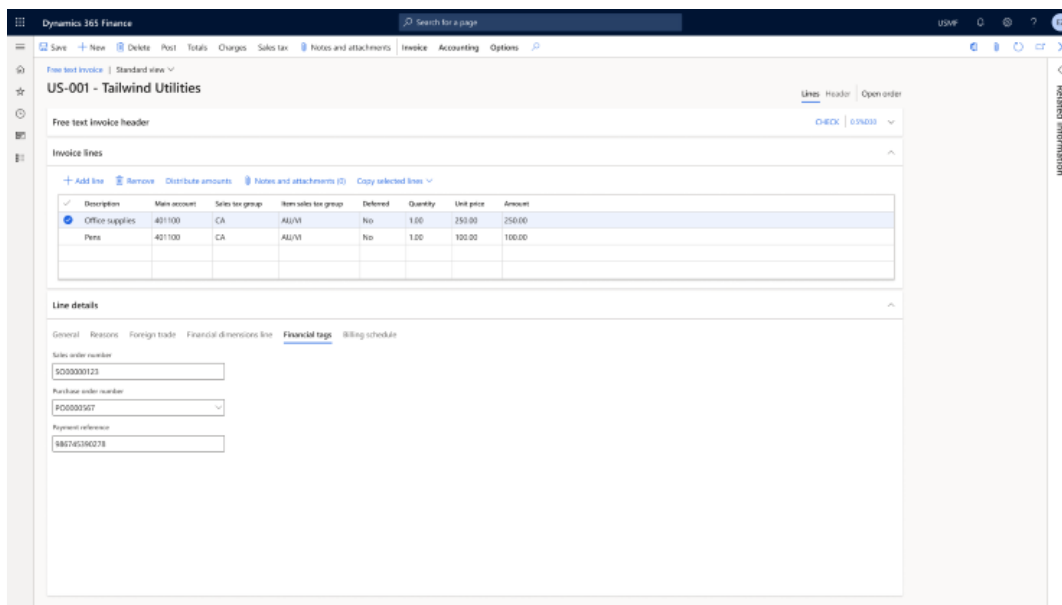 Dynamics 365 Finance Search for a page USMF ?
Save New Delete Post Totals Charges Sales tax Notes and attachments Invoice Accounting Options
Free text invoice | Standard view
US-001 - Tailwind Utilities
Lines Header Open order
Related information
Free text invoice header CHECK
Invoice lines
Add line Remove Distribute amounts Notes and attachments (0) Copy selected lines
Description Main account Sales tax group Item sales tax group Deferred Quantity Unit price Amount
Office supplies 401100 CA AU/VI No 1.00 250.00 250.00
Pens 401100 CA AU/VI No 1.00 100.00 100.00
Line details
General Reasons Foreign trade Financial dimensions line Financial tags Billing schedule
Sales order number
SO00000123
Purchase order number
PO0000567
Payment reference
986745390278